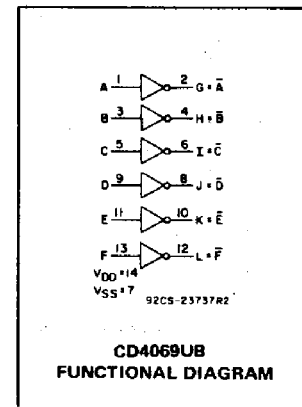 A 1 2 G = A̅
B 3 4 H = B̅
C 5 6 I = C̅
D 9 8 J = D̅
E 11 10 K = E̅
F 13 12 L = F̅
VDD = 14
VSS = 7
92CS-23737R2
CD4069UB
FUNCTIONAL DIAGRAM